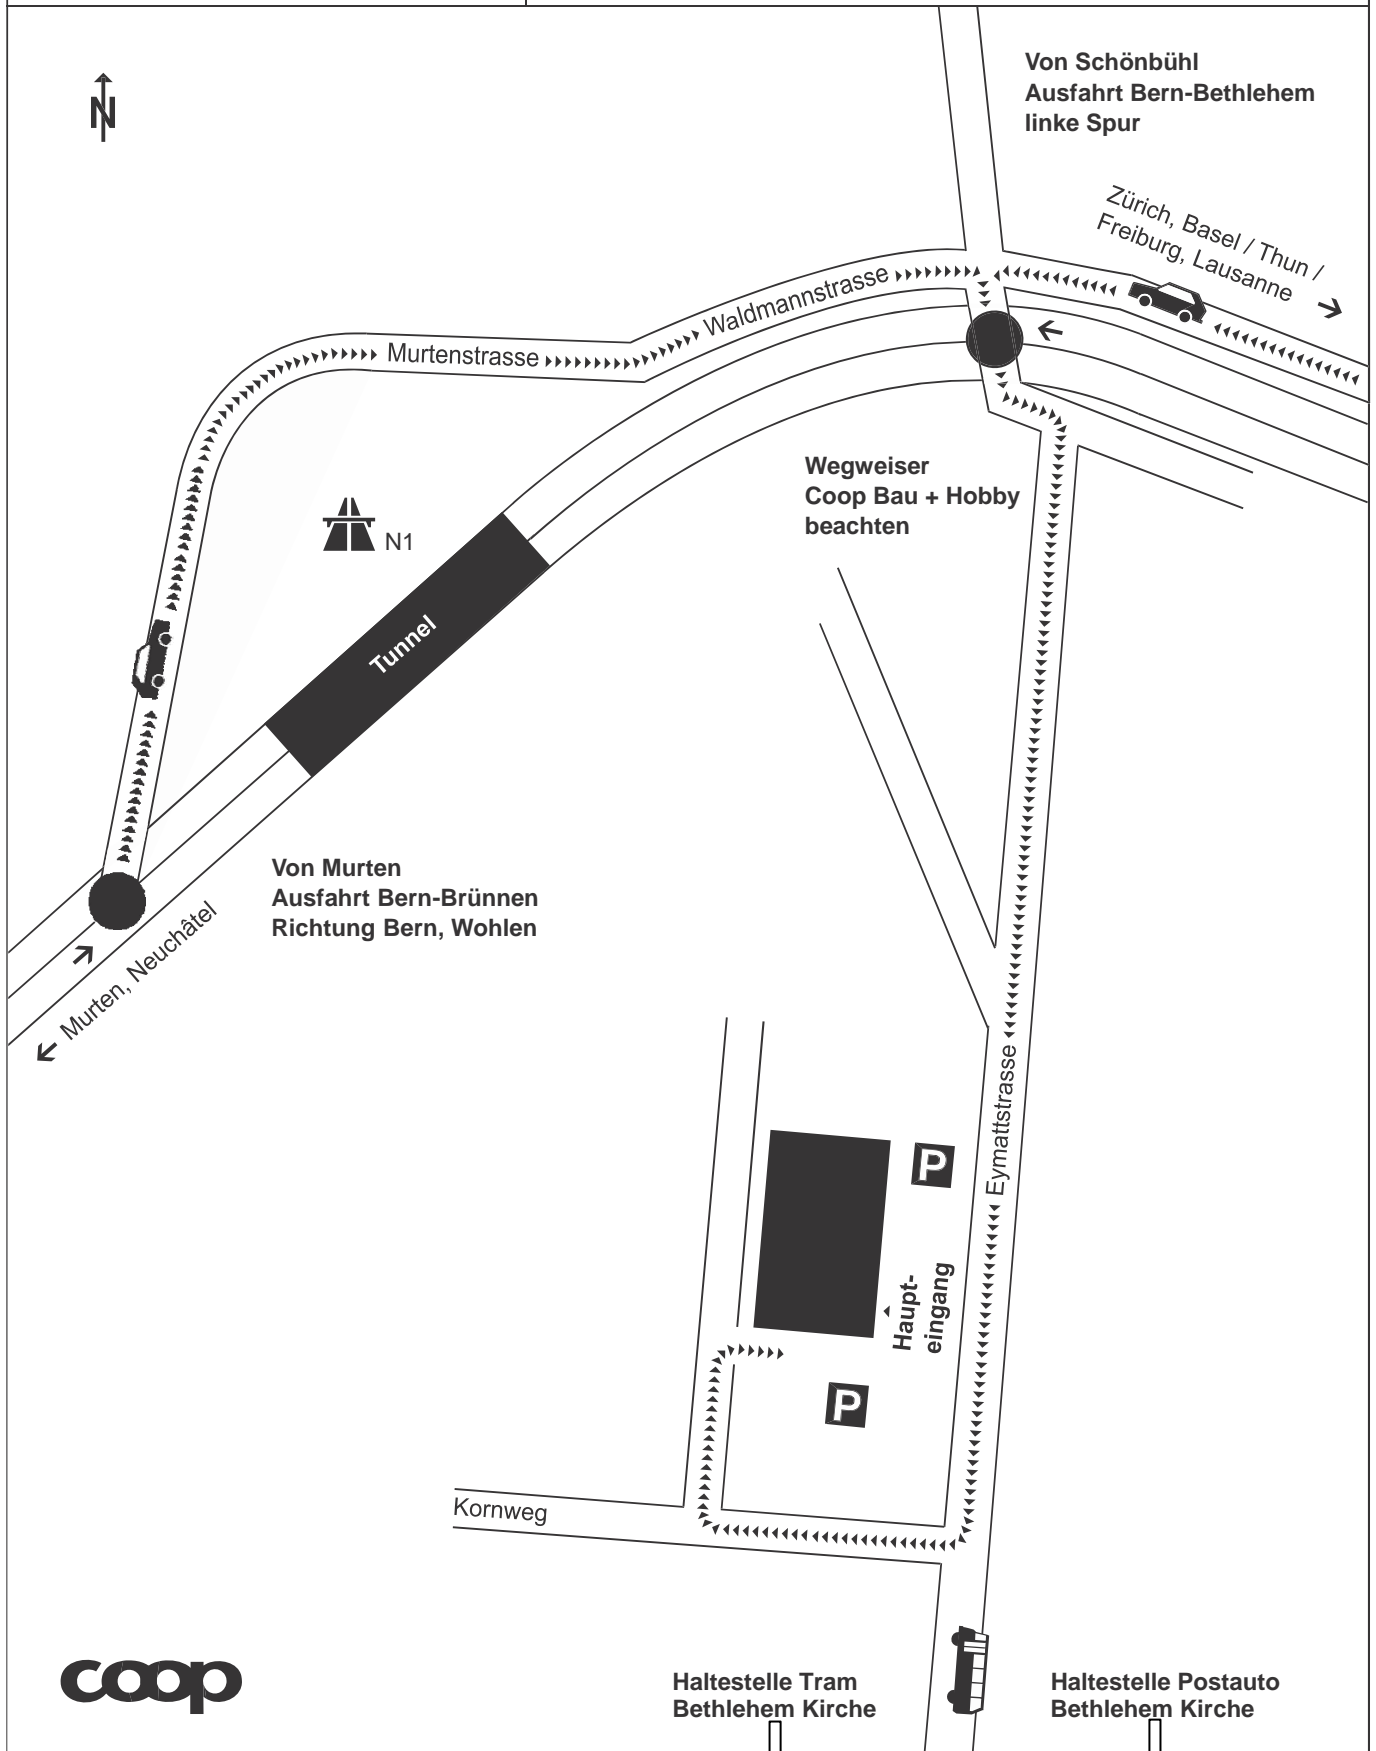 Von Schönbühl
Ausfahrt Bern-Bethlehem
linke Spur
N
Zürich, Basel / Thun /
Freiburg, Lausanne
Waldmannstrasse
Murtenstrasse
Wegweiser
Coop Bau + Hobby
beachten
N1
Tunnel
Von Murten
Ausfahrt Bern-Brünnen
Richtung Bern, Wohlen
Murten, Neuchâtel
Eymattstrasse
P
Haupt-
eingang
P
Kornweg
coop
Haltestelle Tram
Bethlehem Kirche
Haltestelle Postauto
Bethlehem Kirche